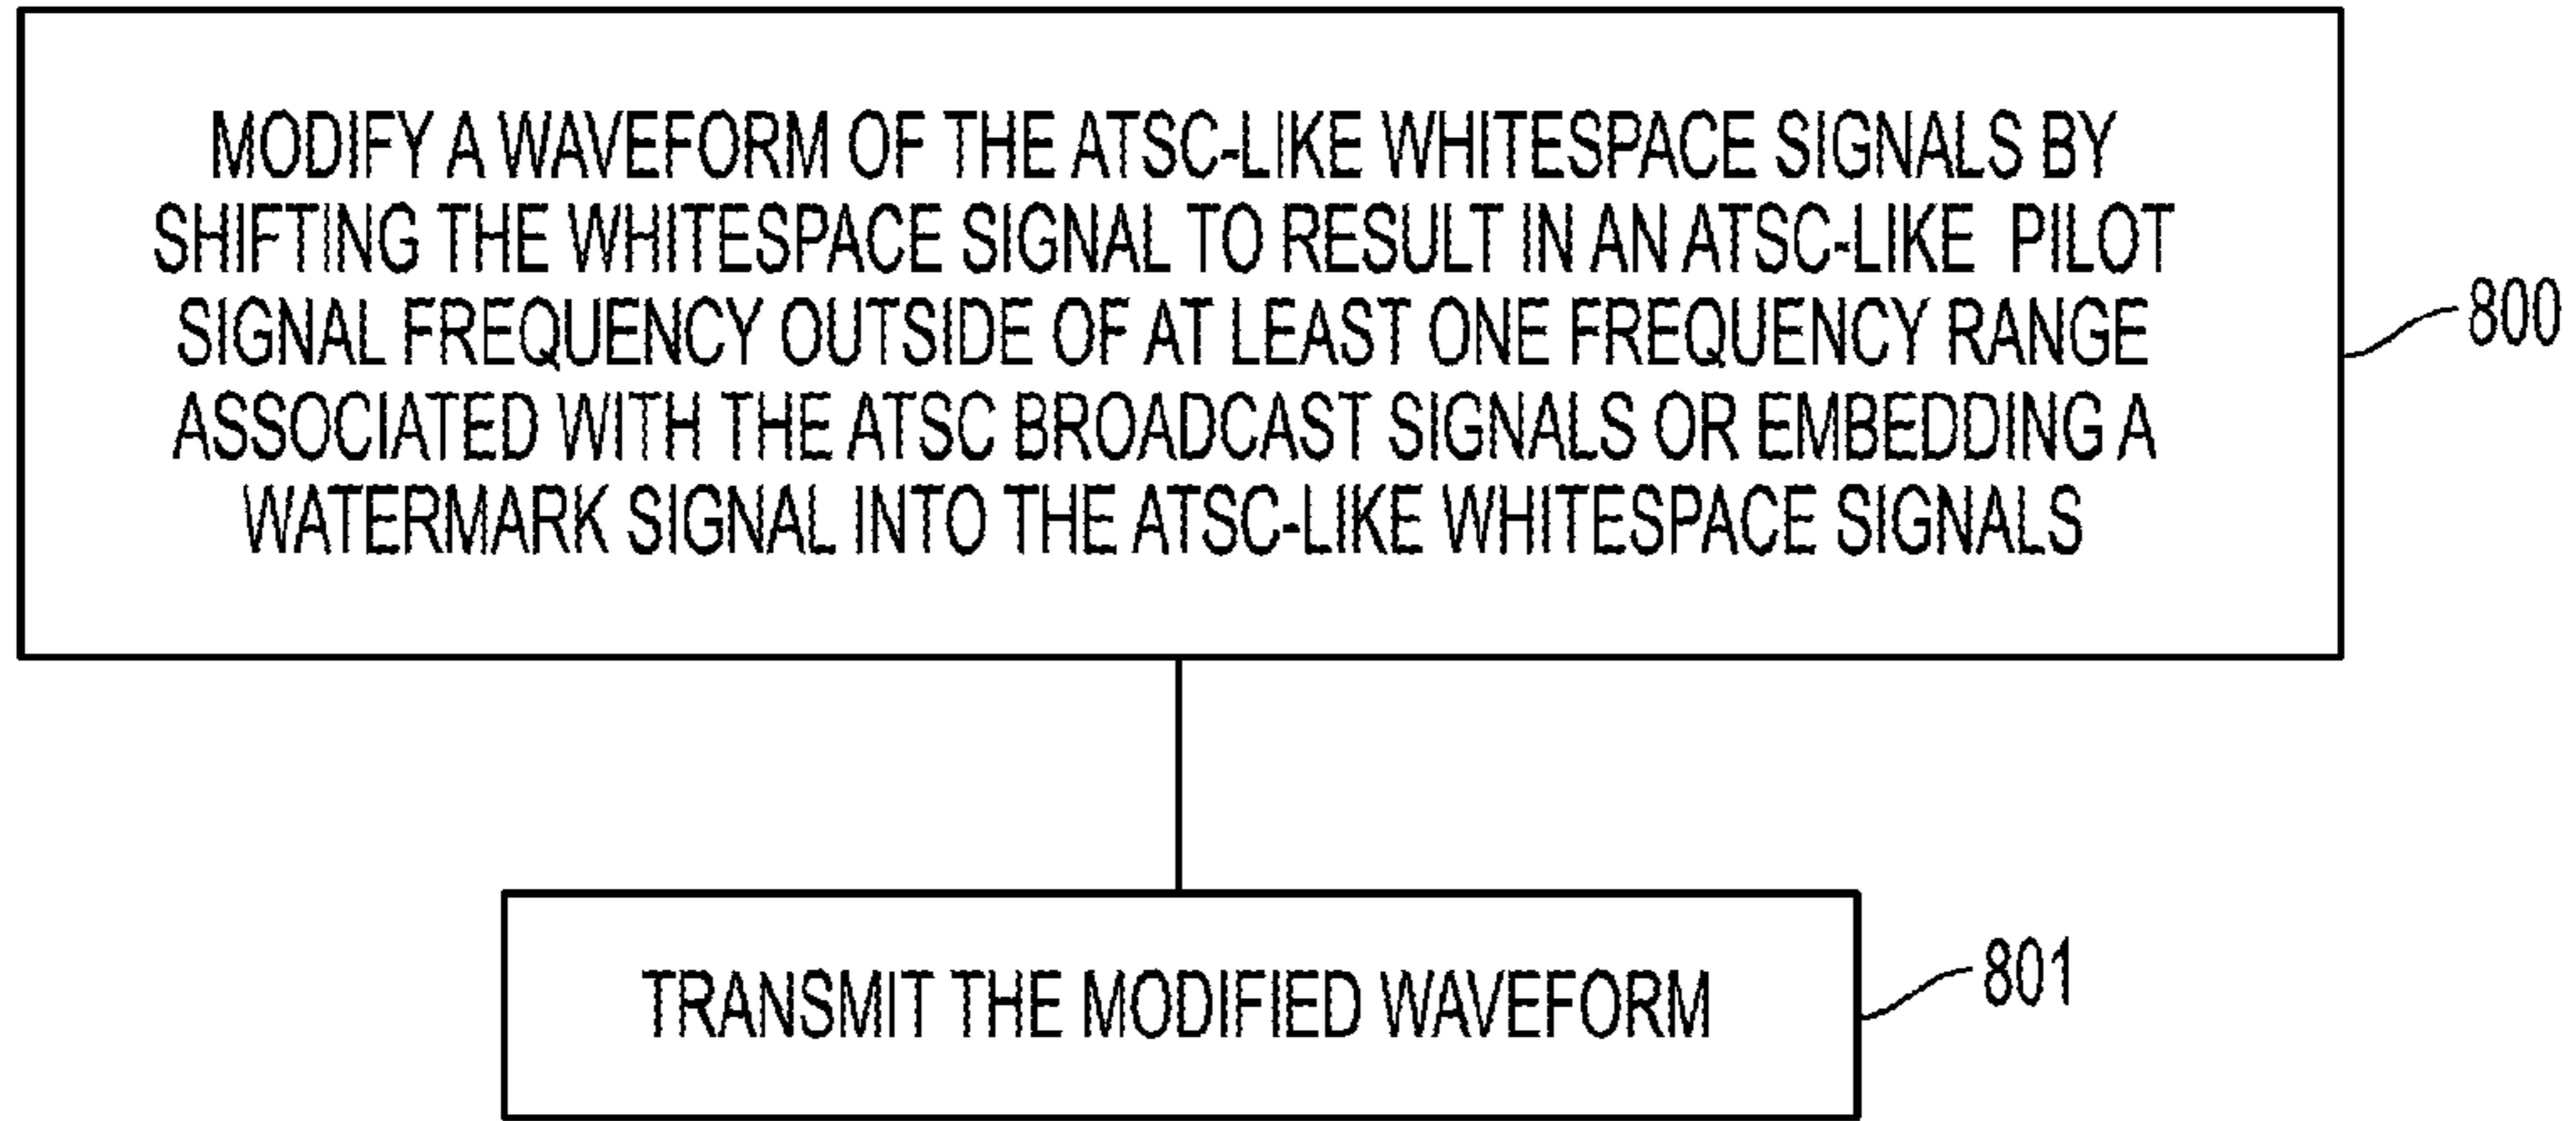 MODIFY A WAVEFORM OF THE ATSC-LIKE WHITESPACE SIGNALS BY
SHIFTING THE WHITESPACE SIGNAL TO RESULT IN AN ATSC-LIKE PILOT
SIGNAL FREQUENCY OUTSIDE OF AT LEAST ONE FREQUENCY RANGE
ASSOCIATED WITH THE ATSC BROADCAST SIGNALS OR EMBEDDING A
WATERMARK SIGNAL INTO THE ATSC-LIKE WHITESPACE SIGNALS
800
TRANSMIT THE MODIFIED WAVEFORM
801